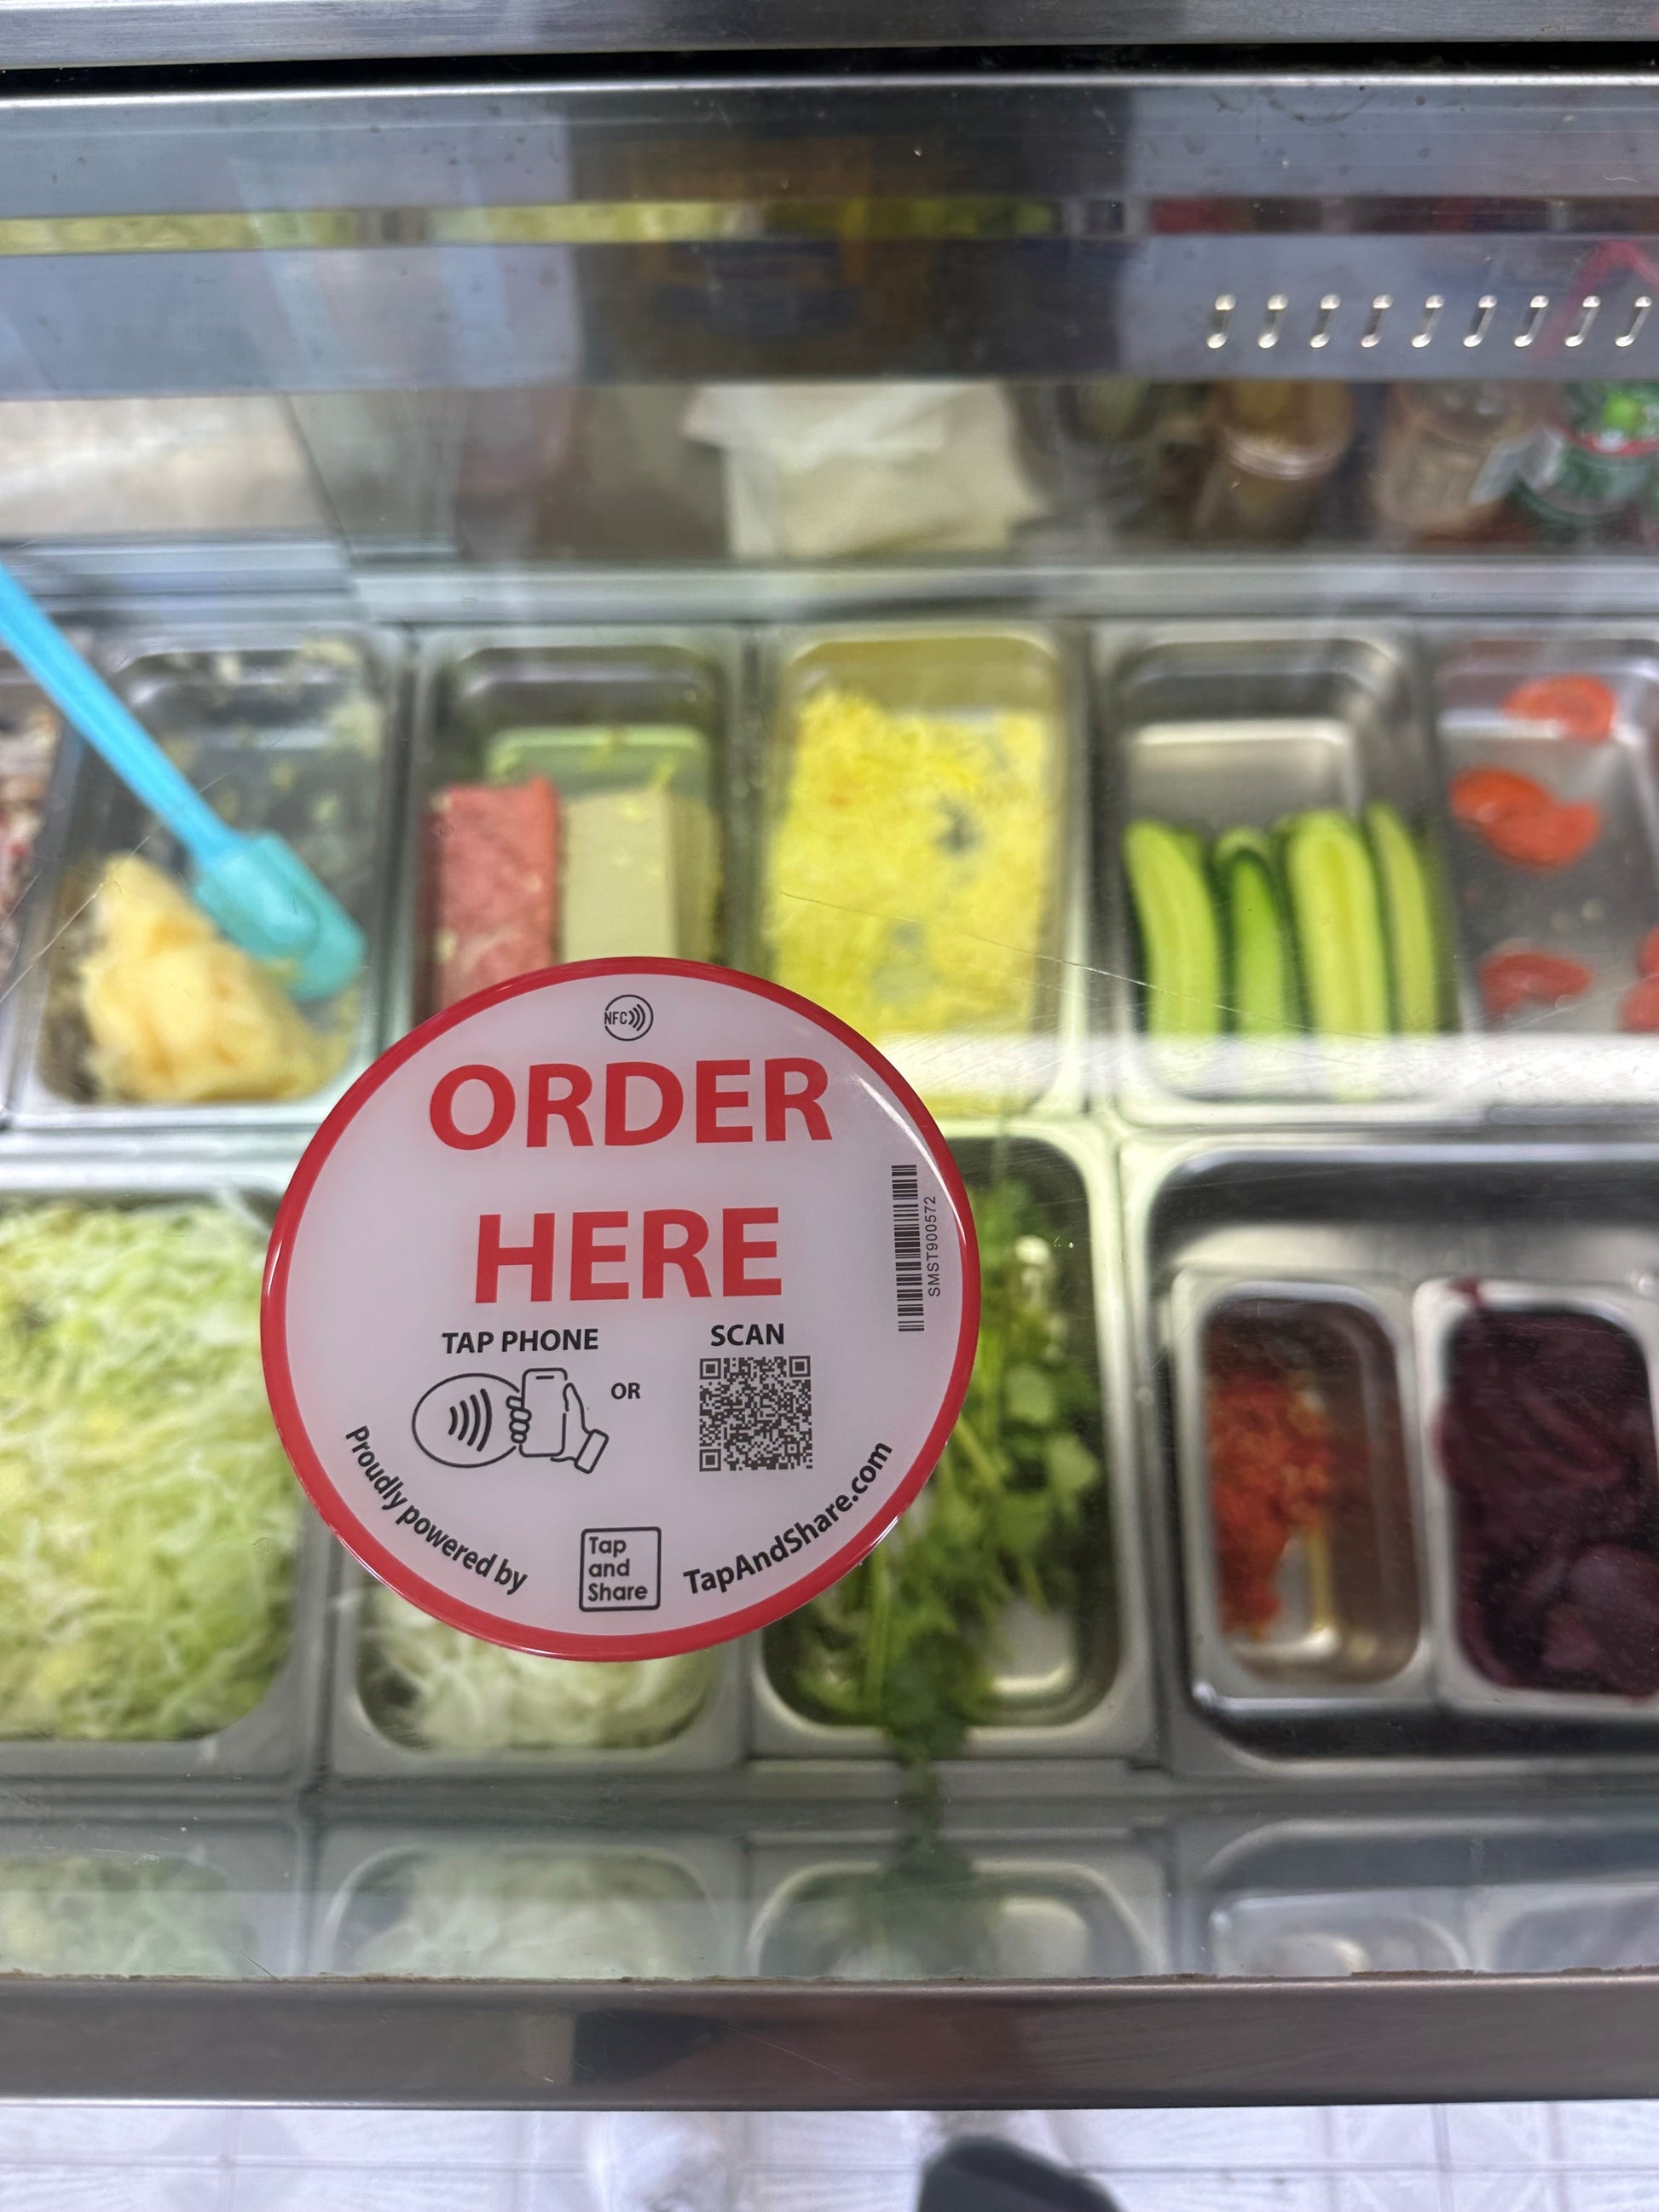 NFC
ORDER
HERE
SMST900572
TAP PHONE
OR
SCAN
Proudly powered by
Tap
and
Share
TapAndShare.com